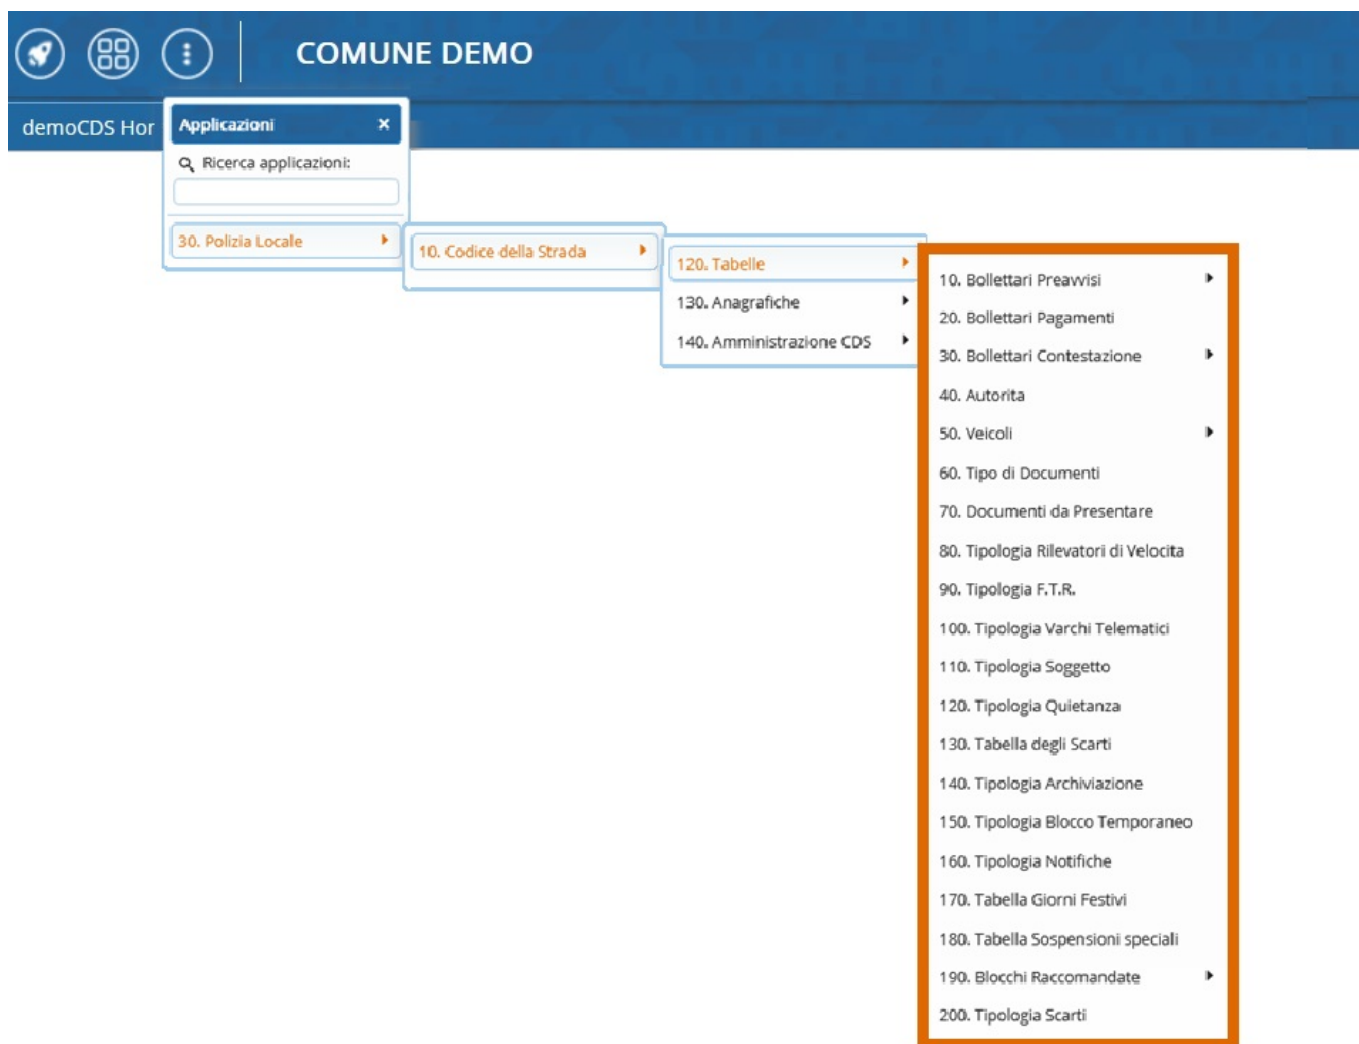 COMUNE DEMO
demoCDS Hor
Applicazioni
Ricerca applicazioni:
30. Polizia Locale
10. Codice della Strada
120. Tabelle
130. Anagrafiche
140. Amministrazione CDS
10. Bollettari Preavvisi
20. Bollettari Pagamenti
30. Bollettari Contestazione
40. Autorita
50. Veicoli
60. Tipo di Documenti
70. Documenti da Presentare
80. Tipologia Rilevatori di Velocita
90. Tipologia F.T.R.
100. Tipologia Varchi Telematici
110. Tipologia Soggetto
120. Tipologia Quietanza
130. Tabella degli Scarti
140. Tipologia Archiviazione
150. Tipologia Blocco Temporaneo
160. Tipologia Notifiche
170. Tabella Giorni Festivi
180. Tabella Sospensioni speciali
190. Blocchi Raccomandate
200. Tipologia Scarti